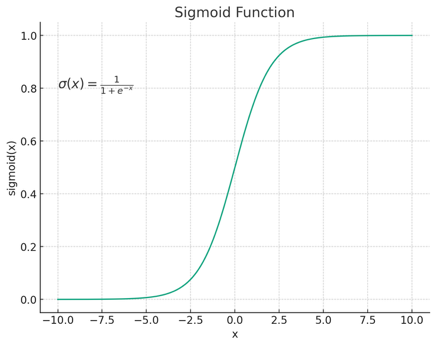 Sigmoid Function
σ(x) = 1/(1 + e^{−x})
sigmoid(x)
1.0
0.8
0.6
0.4
0.2
0.0
−10.0 −7.5 −5.0 −2.5 0.0 2.5 5.0 7.5 10.0
x